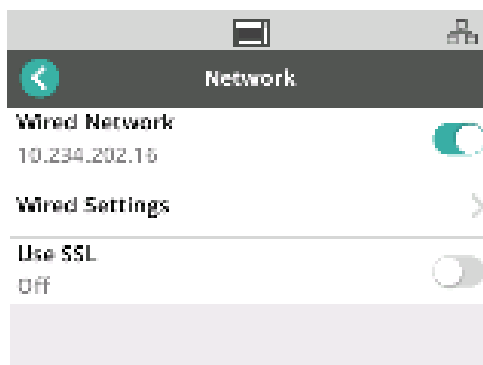 Network
Wired Network
10.234.202.16
Wired Settings
Use SSL
Off